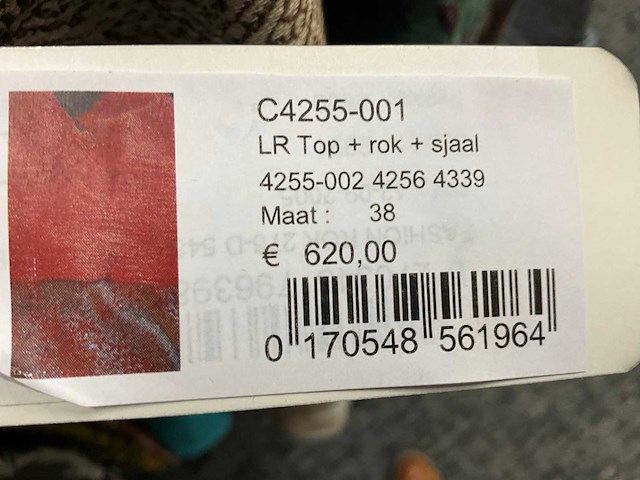 C4255-001
LR Top + rok + sjaal
4255-002 4256 4339
Maat : 38
€ 620,00
0 170548 561964